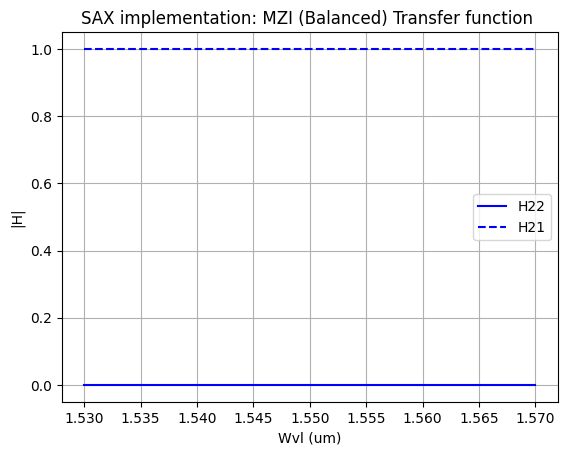 SAX implementation: MZI (Balanced) Transfer function
1.0
0.8
0.6
0.4
0.2
0.0
|H|
H22
H21
1.530 1.535 1.540 1.545 1.550 1.555 1.560 1.565 1.570
Wvl (um)